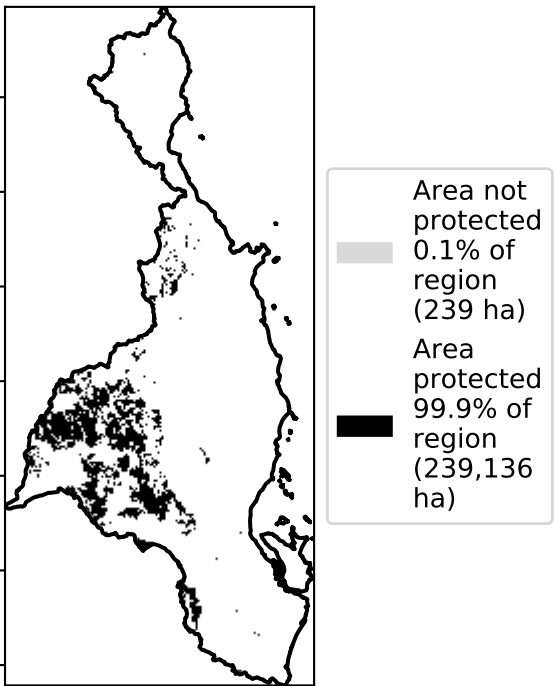 Area not
protected
0.1% of
region
(239 ha)
Area
protected
99.9% of
region
(239,136
ha)